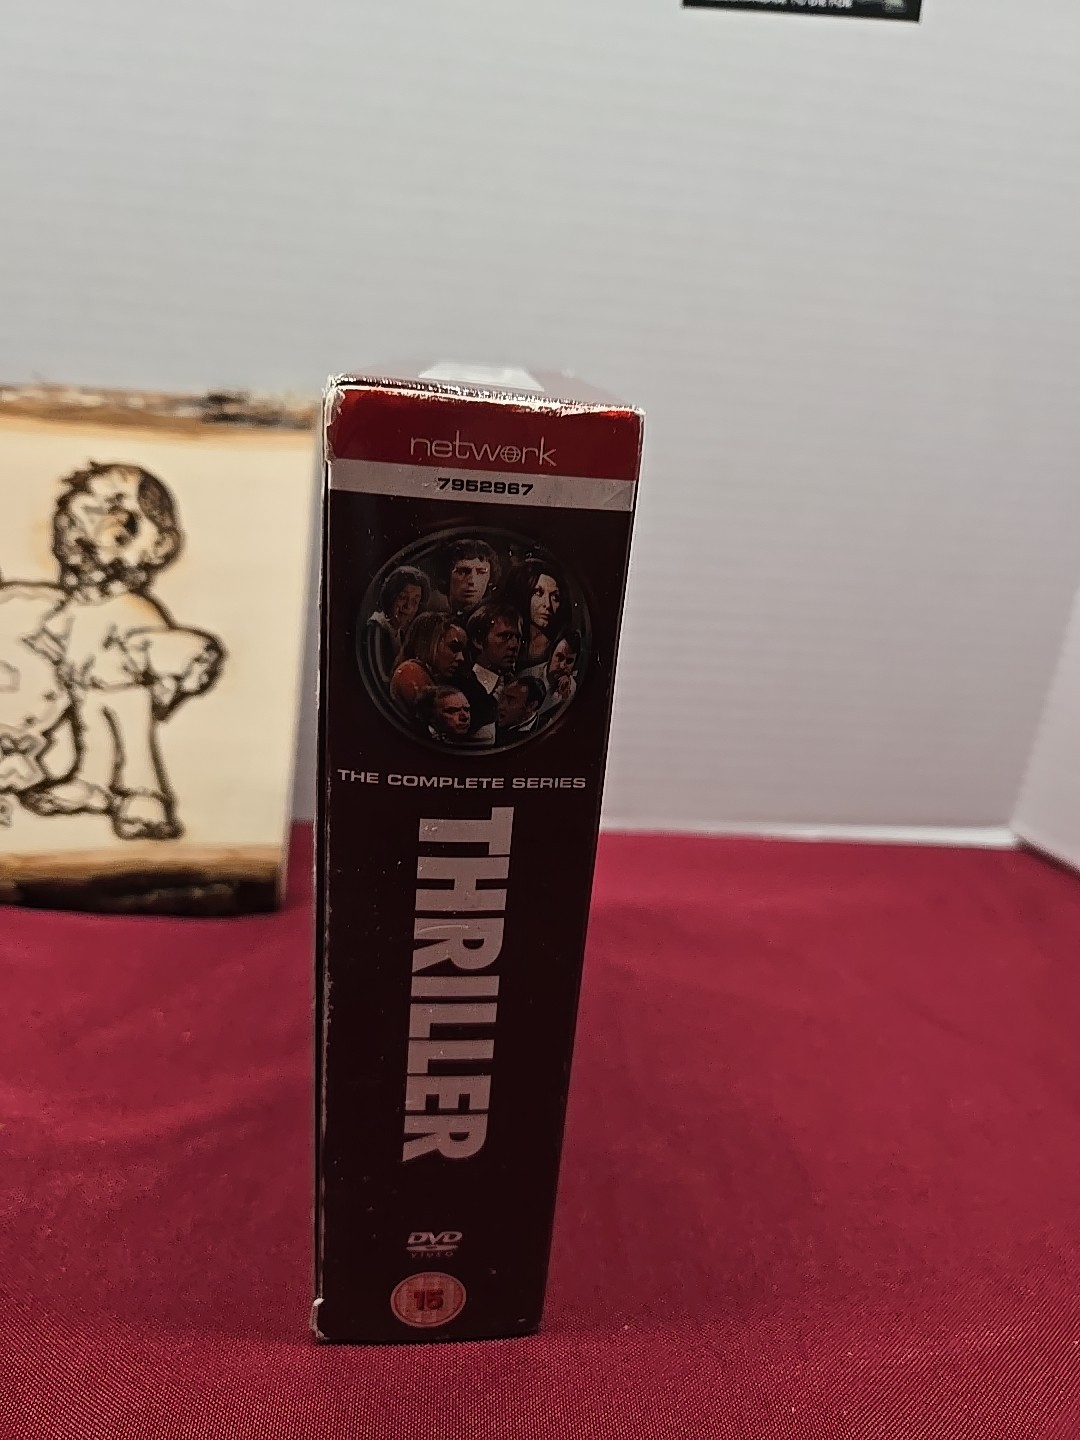 network
7952967
THE COMPLETE SERIES
THRILLER
DVD
VIDEO
15